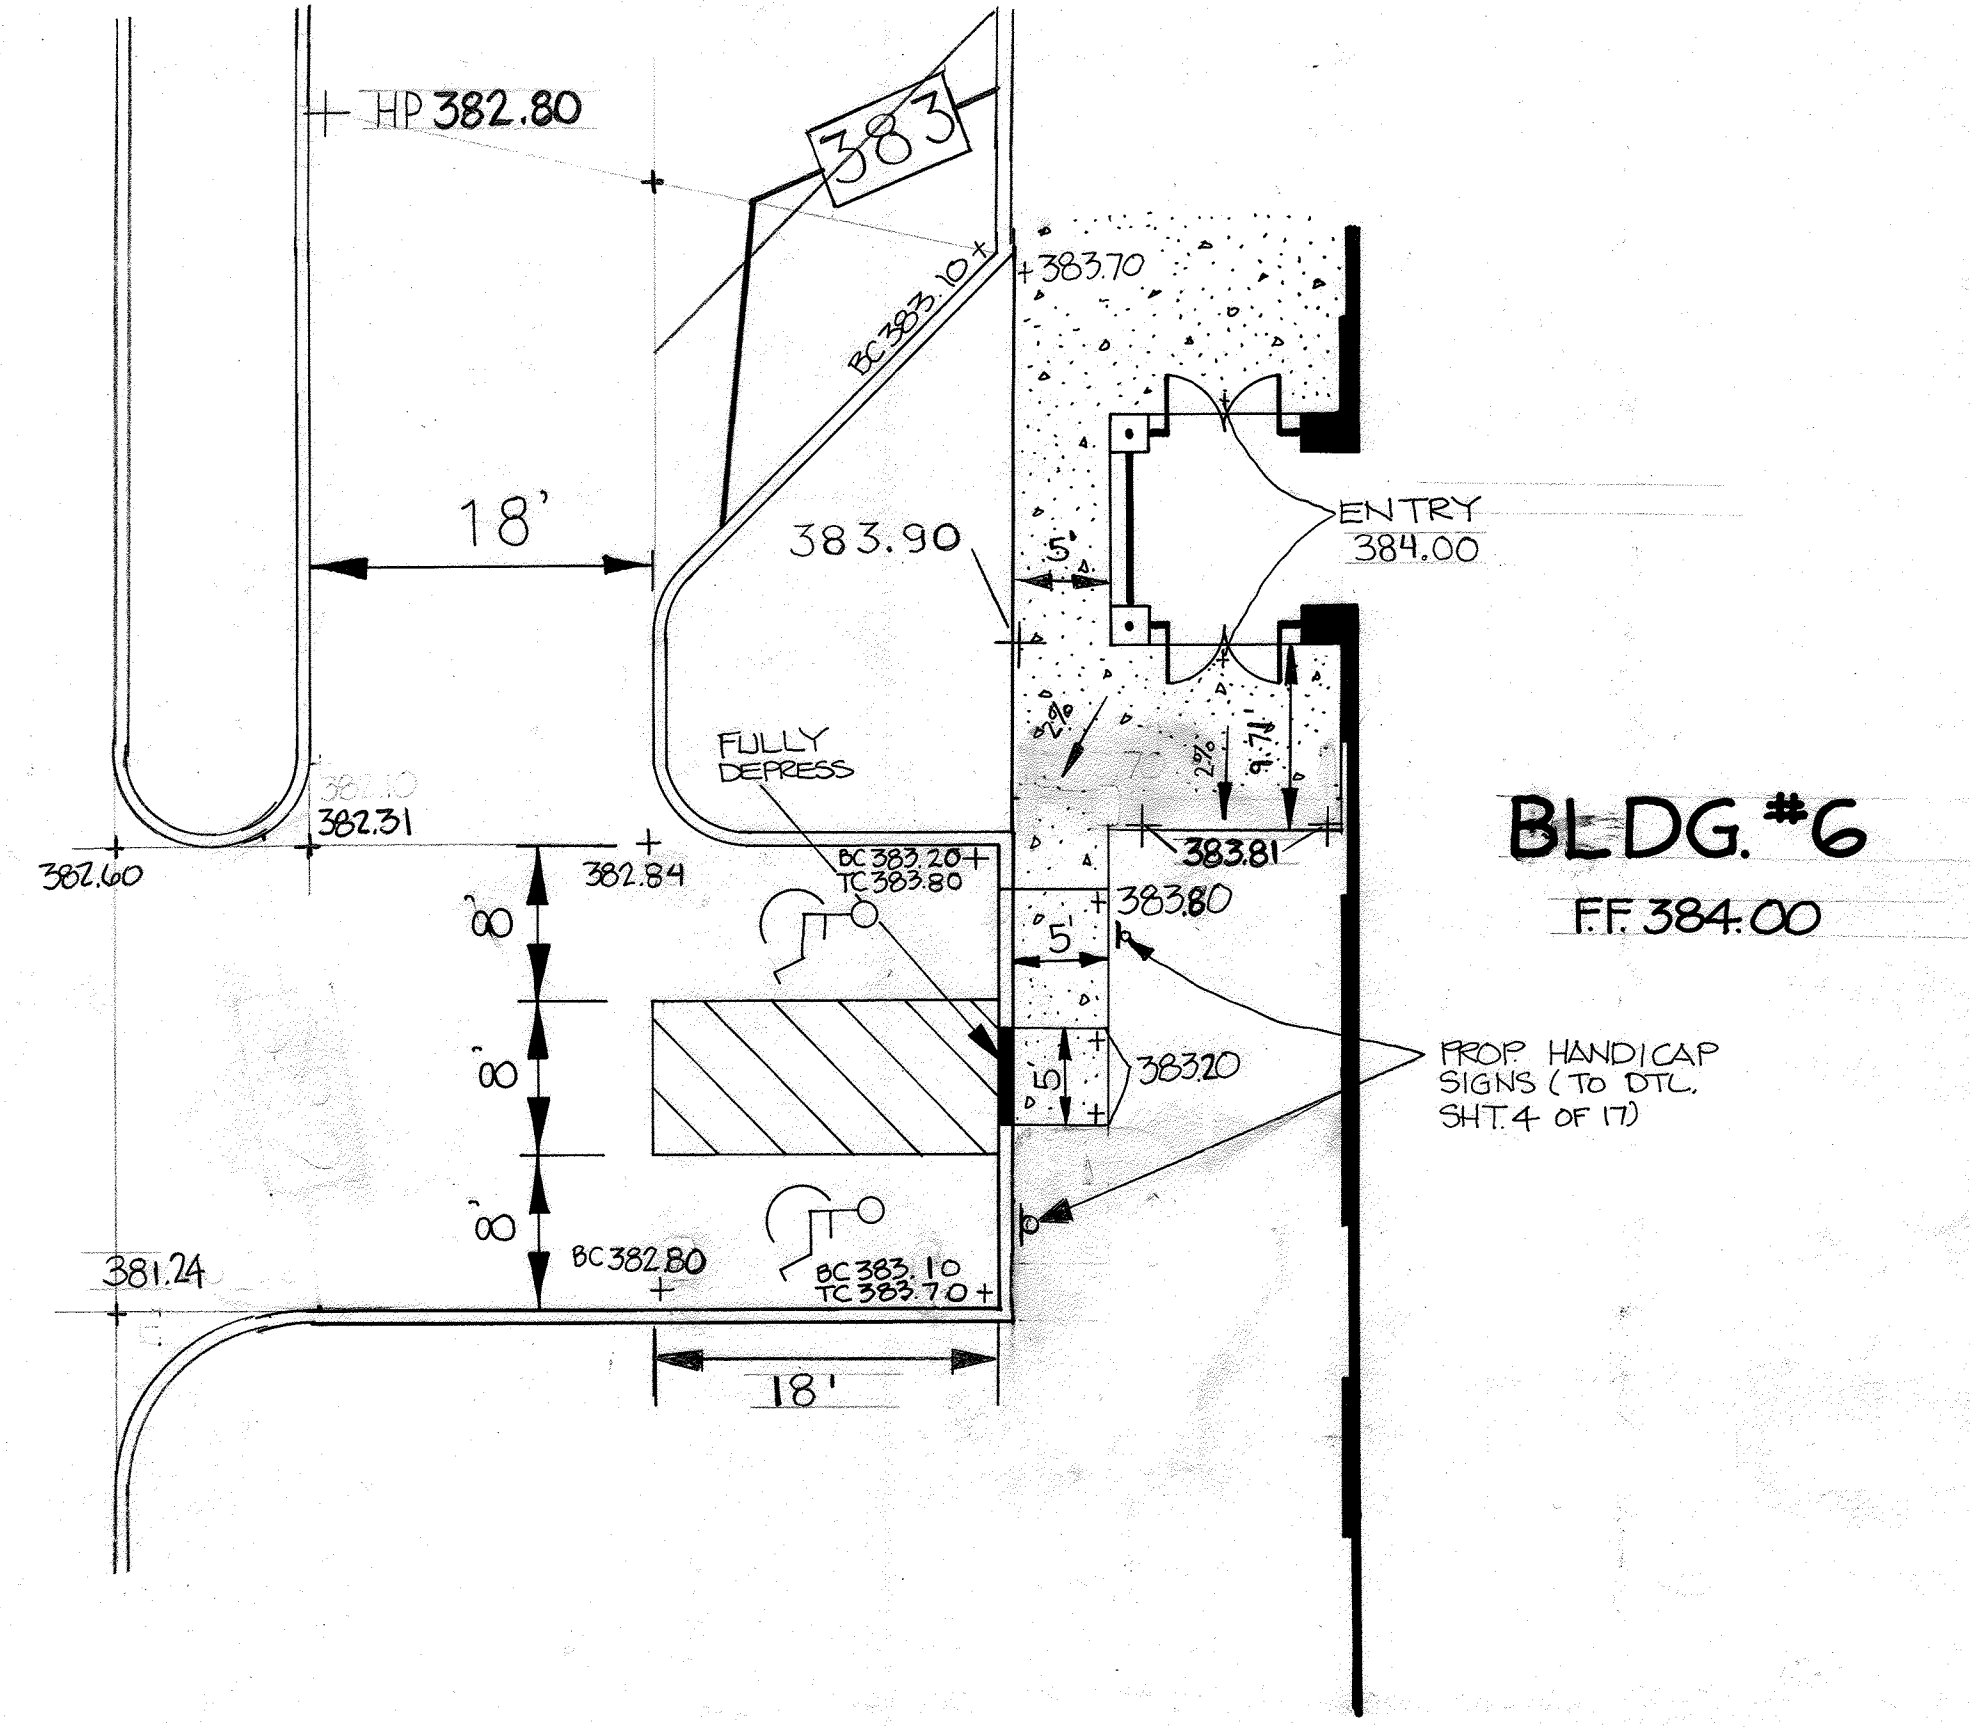 HP 382.80
383
BC 383.10
383.70
18'
383.90
5'
ENTRY
384.00
2%
2%
9.71'
FULLY
DEPRESS
382.10
382.31
382.60
382.84
BC 383.20
TC 383.80
383.81
383.80
BLDG. #6
F.F. 384.00
8'
5'
8'
5'
383.20
PROP. HANDICAP
SIGNS (TO DTL.
SHT. 4 OF 17)
8'
381.24
BC 382.80
BC 383.10
TC 383.70
18'